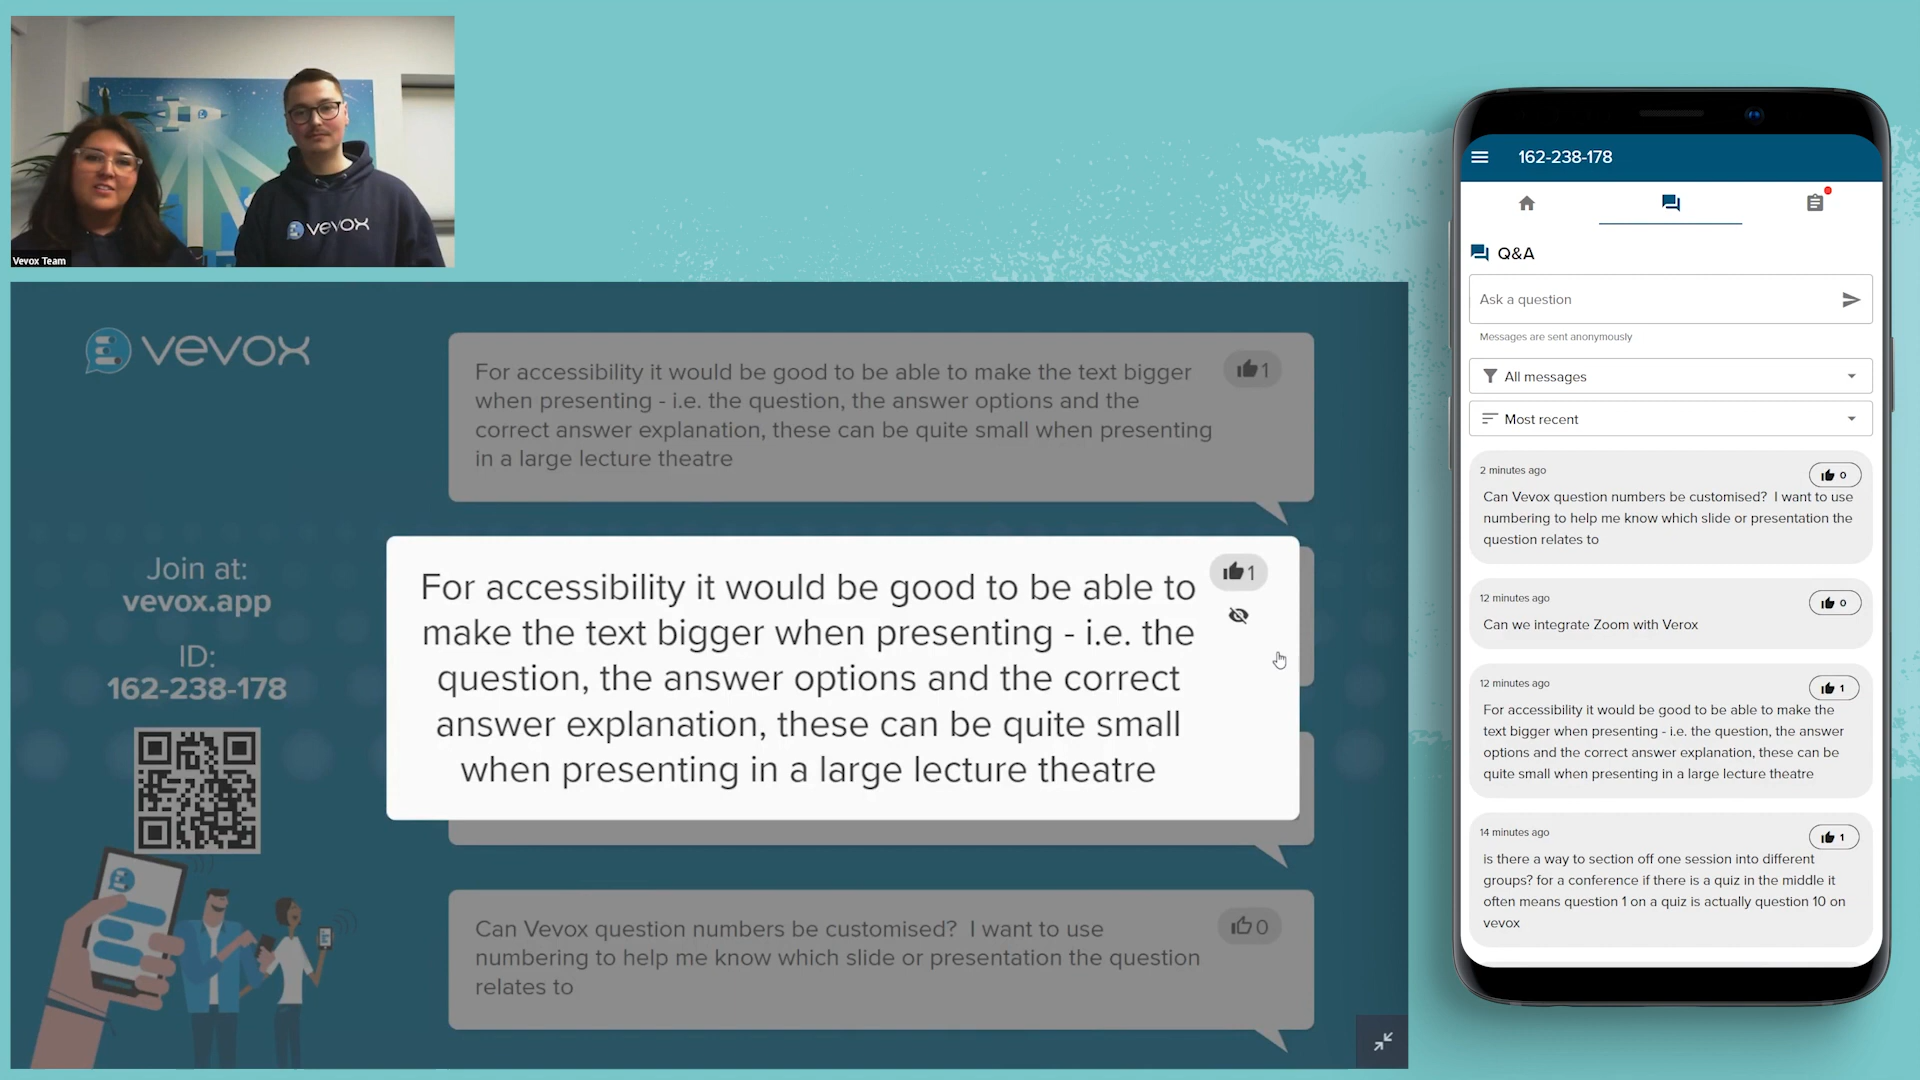 vevox
Vevox Team
vevox
Join at:
vevox.app
ID:
162-238-178
For accessibility it would be good to be able to make the text bigger
when presenting - i.e. the question, the answer options and the
correct answer explanation, these can be quite small when presenting
in a large lecture theatre
1
For accessibility it would be good to be able to
make the text bigger when presenting - i.e. the
question, the answer options and the correct
answer explanation, these can be quite small
when presenting in a large lecture theatre
1
Can Vevox question numbers be customised?  I want to use
numbering to help me know which slide or presentation the question
relates to
0
162-238-178
Q&A
Ask a question
Messages are sent anonymously
All messages
Most recent
2 minutes ago
0
Can Vevox question numbers be customised?  I want to use
numbering to help me know which slide or presentation the
question relates to
12 minutes ago
0
Can we integrate Zoom with Verox
12 minutes ago
1
For accessibility it would be good to be able to make the
text bigger when presenting - i.e. the question, the answer
options and the correct answer explanation, these can be
quite small when presenting in a large lecture theatre
14 minutes ago
1
is there a way to section off one session into different
groups? for a conference if there is a quiz in the middle it
often means question 1 on a quiz is actually question 10 on
vevox